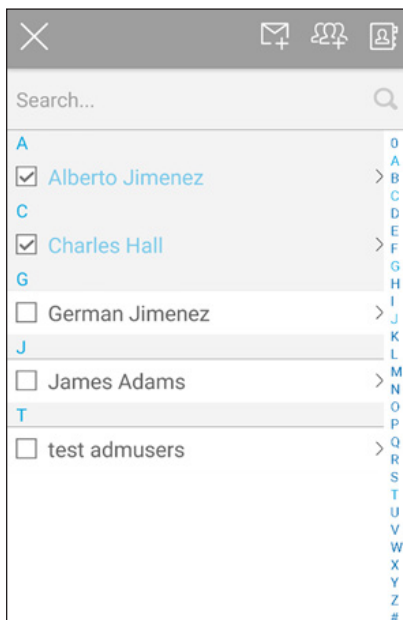 Search...
A
Alberto Jimenez
C
Charles Hall
G
German Jimenez
J
James Adams
T
test admusers
0
A
B
C
D
E
F
G
H
I
J
K
L
M
N
O
P
Q
R
S
T
U
V
W
X
Y
Z
#